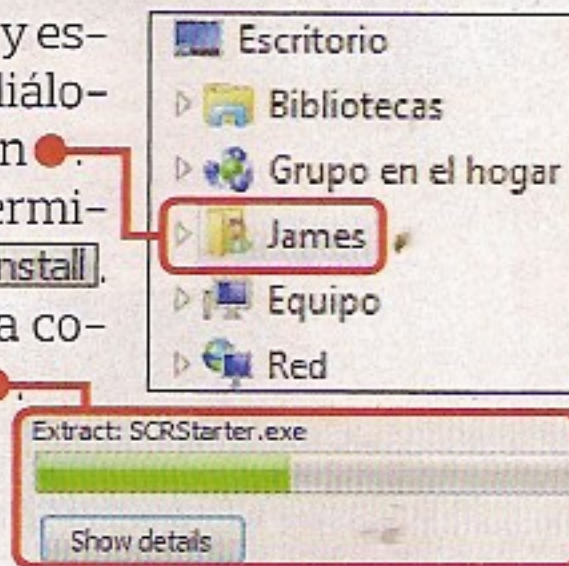 y es-
diálo-
n
ermi-
nstall.
a co-
Escritorio
Bibliotecas
Grupo en el hogar
James
Equipo
Red
Extract: SCRStarter.exe
Show details